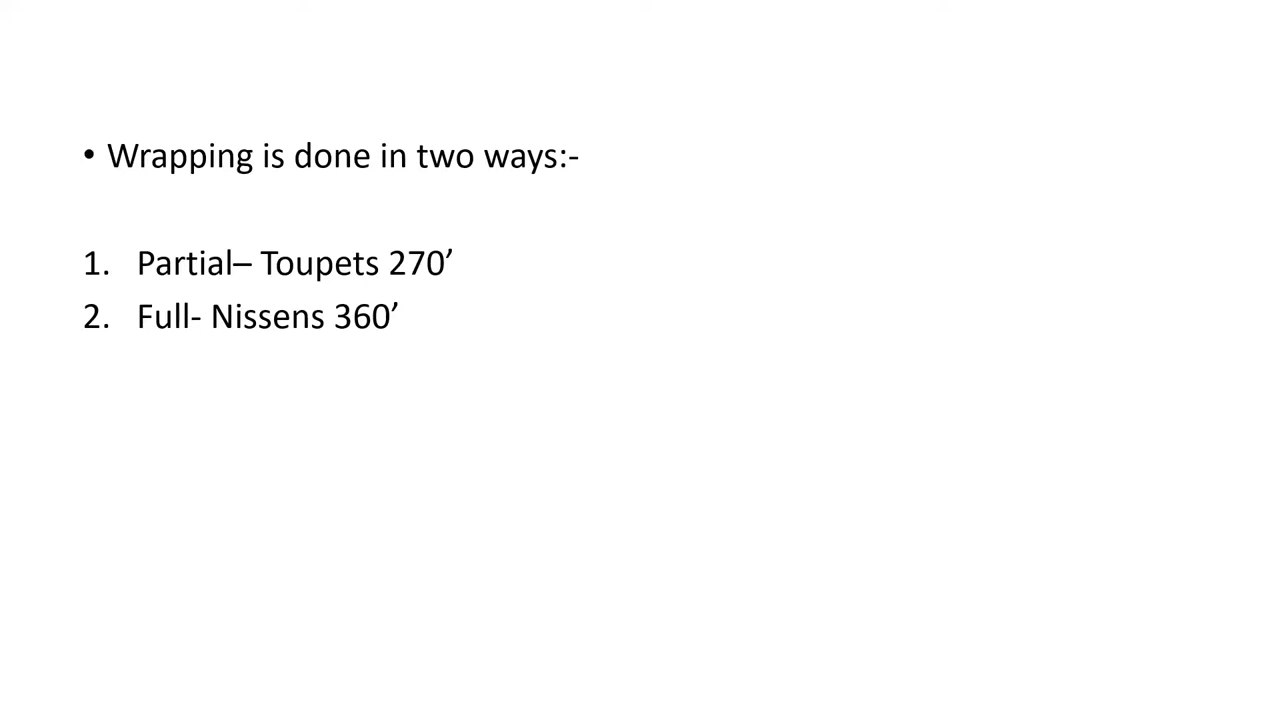 • Wrapping is done in two ways:-
1. Partial– Toupets 270’
2. Full- Nissens 360’